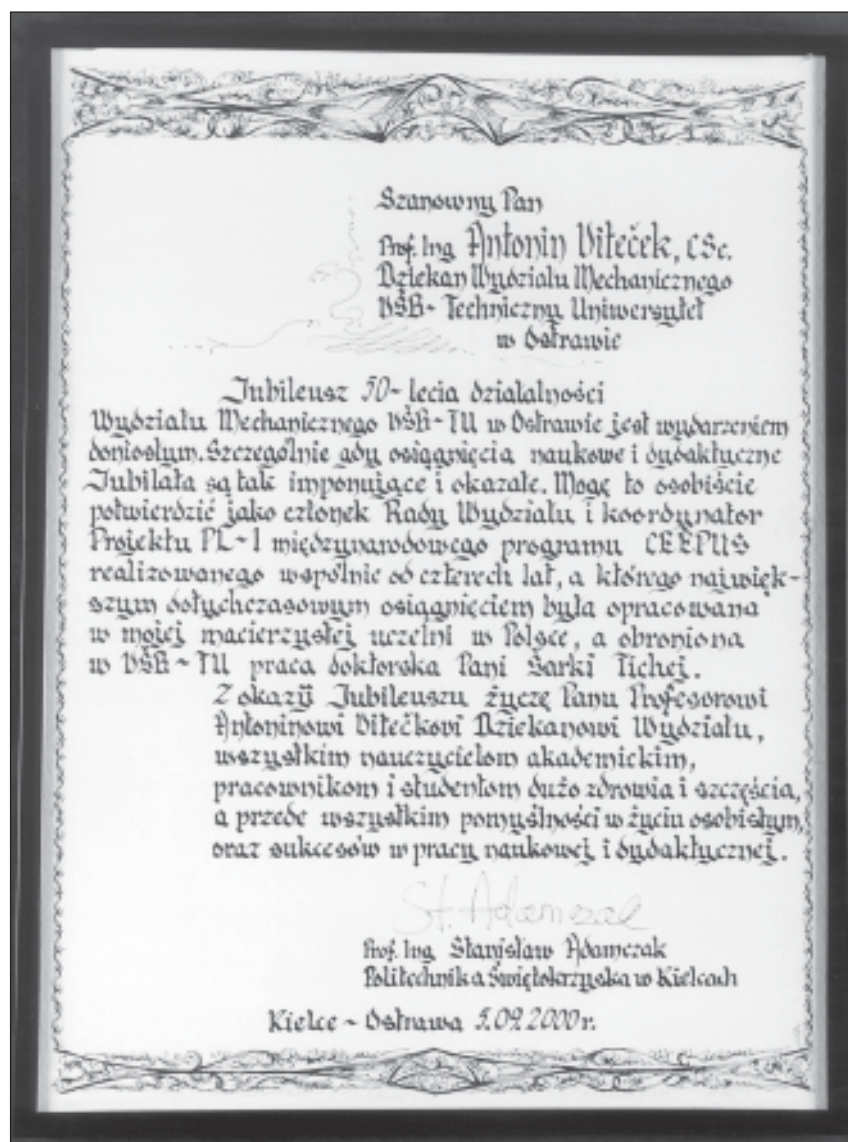 Szanowny Pan
Prof. Ing Antonin Viteček, CSc.
Dziekan Wydziału Mechanicznego
VŠB - Techniczny Uniwersytet
w Ostrawie
Jubileusz 50-lecia działalności
Wydziału Mechanicznego VŠB-TU w Ostrawie jest wydarzeniem
doniosłym. Szczególnie gdy osiągnięcia naukowe i dydaktyczne
Jubilata są tak imponujące i okazałe. Mogę to osobiście
potwierdzić jako członek Rady Wydziału i koordynator
Projektu PL-1 międzynarodowego programu CEEPUS
realizowanego wspólnie od czterech lat, a którego najwięk-
szym dotychczasowym osiągnięciem była opracowana
w mojej macierzystej uczelni w Polsce, a obroniona
w VŠB-TU praca doktorska Pani Šarki Tichej.
Z okazji Jubileuszu życzę Panu Profesorowi
Antoninowi Vitečkovi Dziekanowi Wydziału,
wszystkim nauczycielom akademickim,
pracownikom i studentom dużo zdrowia i szczęścia,
a przede wszystkim pomyślności w życiu osobistym,
oraz sukcesów w pracy naukowej i dydaktycznej.
St. Adamczak
Prof. Ing Stanisław Adamczak
Politechnika Świętokrzyska w Kielcach
Kielce - Ostrawa 5.09.2000 r.